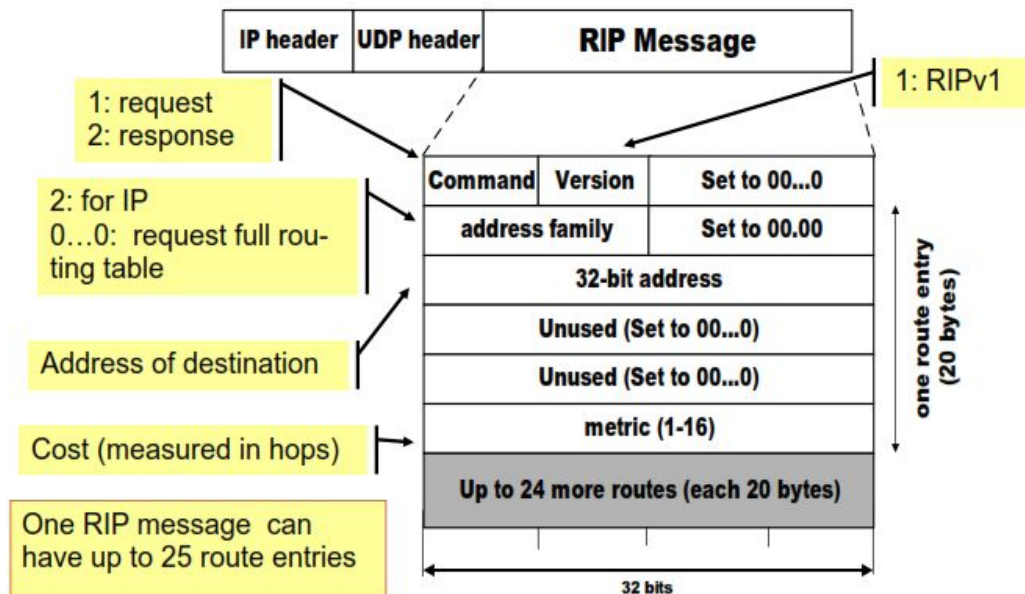 IP header UDP header RIP Message
1: RIPv1
1: request
2: response
Command Version Set to 00...0
2: for IP
0...0: request full rou-
ting table
address family Set to 00.00
32-bit address
Unused (Set to 00...0)
Unused (Set to 00...0)
metric (1-16)
one route entry
(20 bytes)
Address of destination
Cost (measured in hops)
Up to 24 more routes (each 20 bytes)
One RIP message can
have up to 25 route entries
32 bits